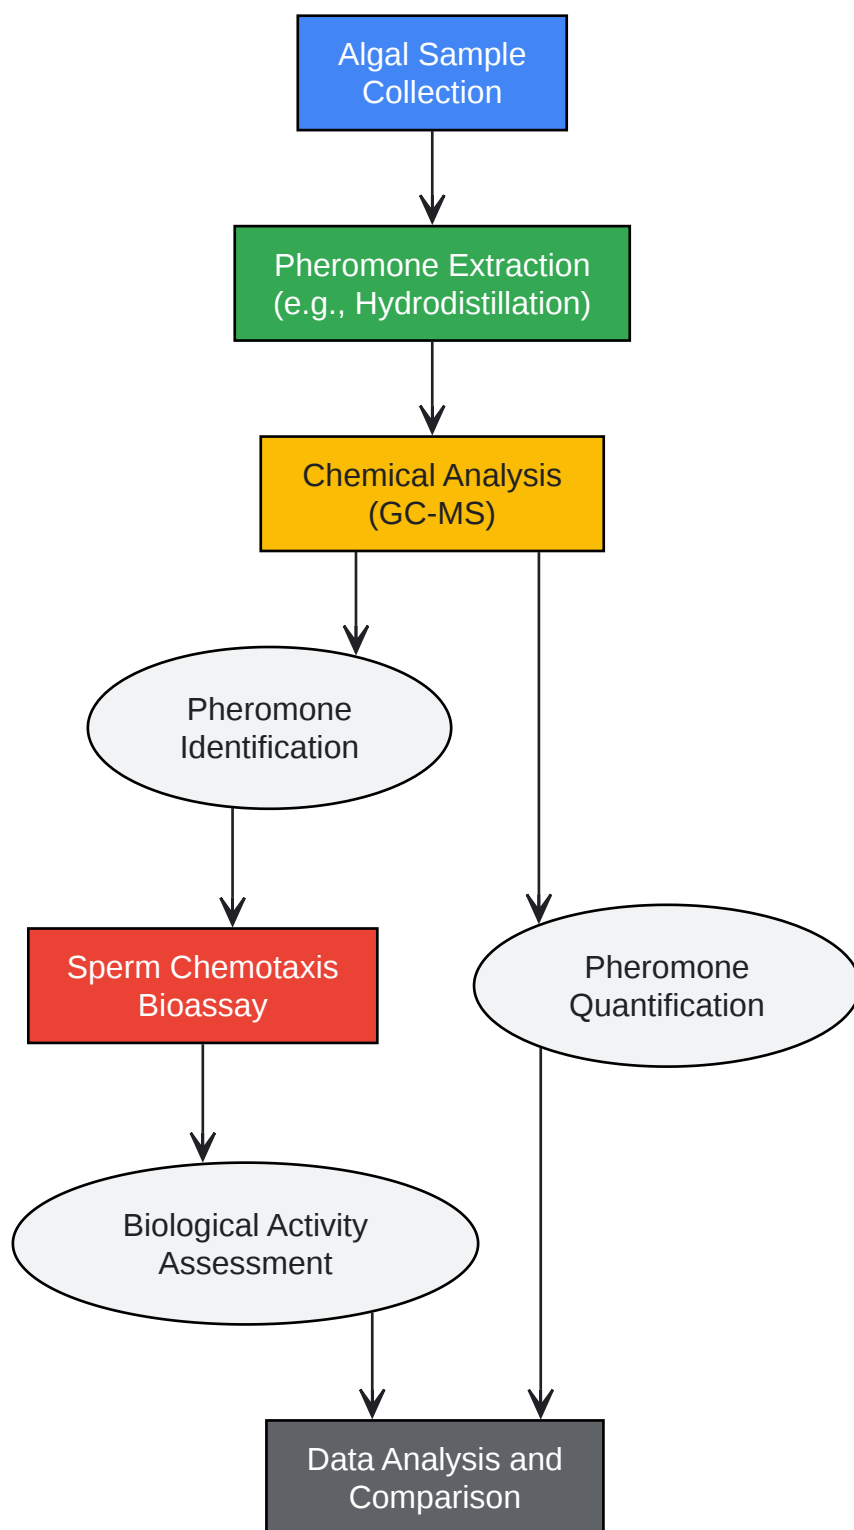 Algal Sample
Collection
Pheromone Extraction
(e.g., Hydrodistillation)
Chemical Analysis
(GC-MS)
Pheromone
Identification
Sperm Chemotaxis
Bioassay
Pheromone
Quantification
Biological Activity
Assessment
Data Analysis and
Comparison